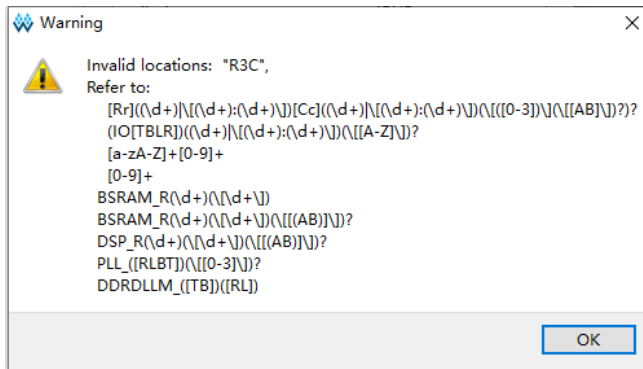 Warning
Invalid locations:  "R3C",
Refer to:
[Rr]((\d+)|\[(\d+):(\d+)\])[Cc]((\d+)|\[(\d+):(\d+)\])(\[([0-3])\](\[[AB]\])?)?
(IO[TBLR])((\d+)|\[(\d+):(\d+)\])(\[[A-Z]\])?
[a-zA-Z]+[0-9]+
[0-9]+
BSRAM_R(\d+)(\[\d+\])
BSRAM_R(\d+)(\[\d+\])(\[[(AB)]\])?
DSP_R(\d+)(\[\d+\])(\[[(AB)]\])?
PLL_([RLBT])(\[[0-3]\])?
DDRDLLM_([TB])([RL])
OK